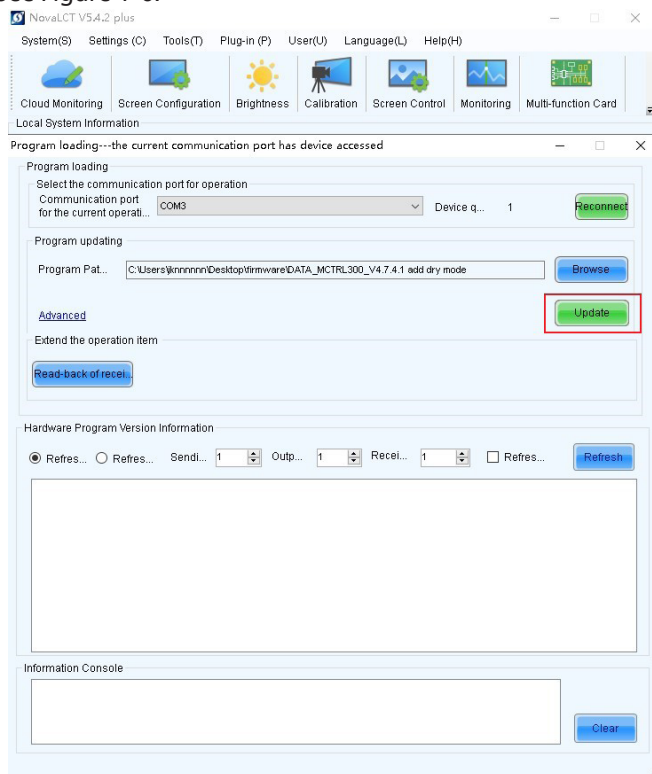 NovaLCT V5.4.2 plus
System(S) Settings (C) Tools(T) Plug-in (P) User(U) Language(L) Help(H)
Cloud Monitoring Screen Configuration Brightness Calibration Screen Control Monitoring Multi-function Card
Local System Information
Program loading---the current communication port has device accessed
Program loading
Select the communication port for operation
Communication port
for the current operati... COM3 Device q... 1 Reconnect
Program updating
Program Pat... C:\Users\jknnnnnn\Desktop\firmware\DATA_MCTRL300_V4.7.4.1 add dry mode Browse
Advanced Update
Extend the operation item
Read-back of recei...
Hardware Program Version Information
Refres... Refres... Sendi... 1 Outp... 1 Recei... 1 Refres... Refresh
Information Console
Clear